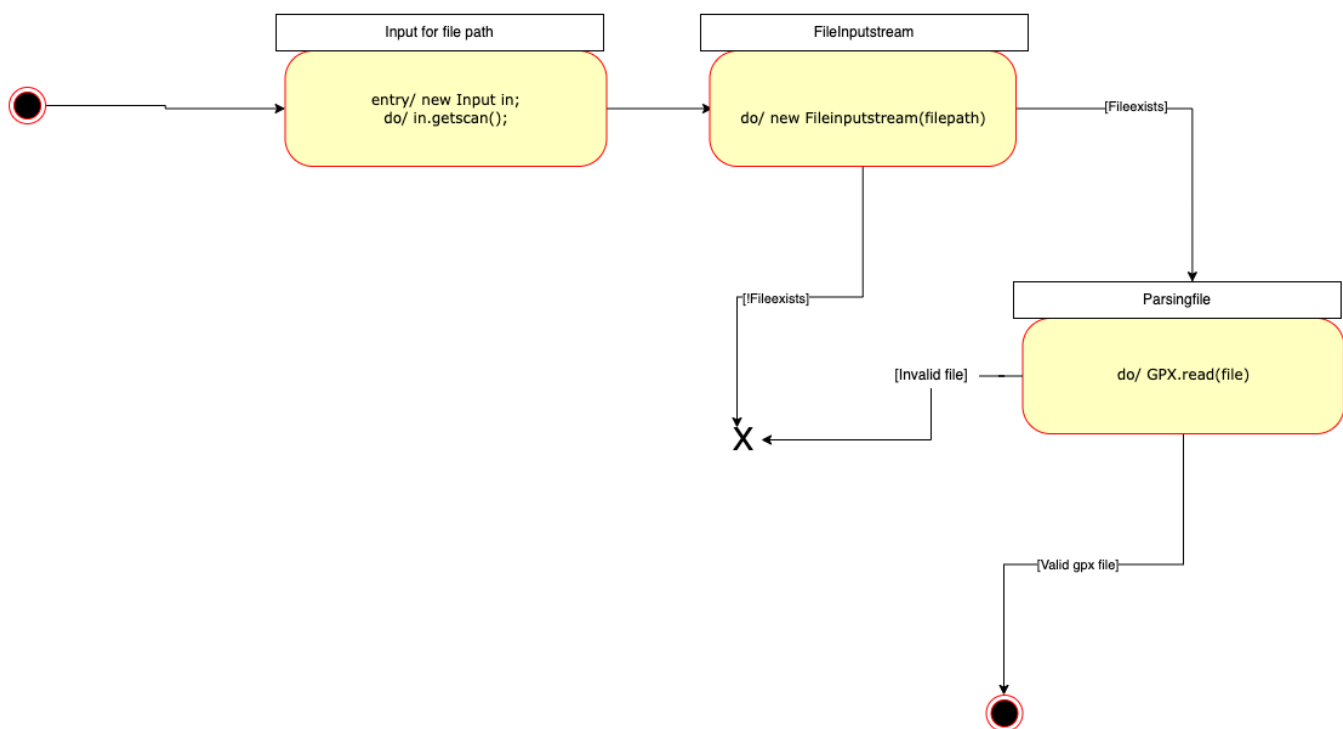 Input for file path
FileInputstream
entry/ new Input in;
do/ in.getscan();
do/ new Fileinputstream(filepath)
[Fileexists]
[!Fileexists]
Parsingfile
[Invalid file]
do/ GPX.read(file)
X
[Valid gpx file]